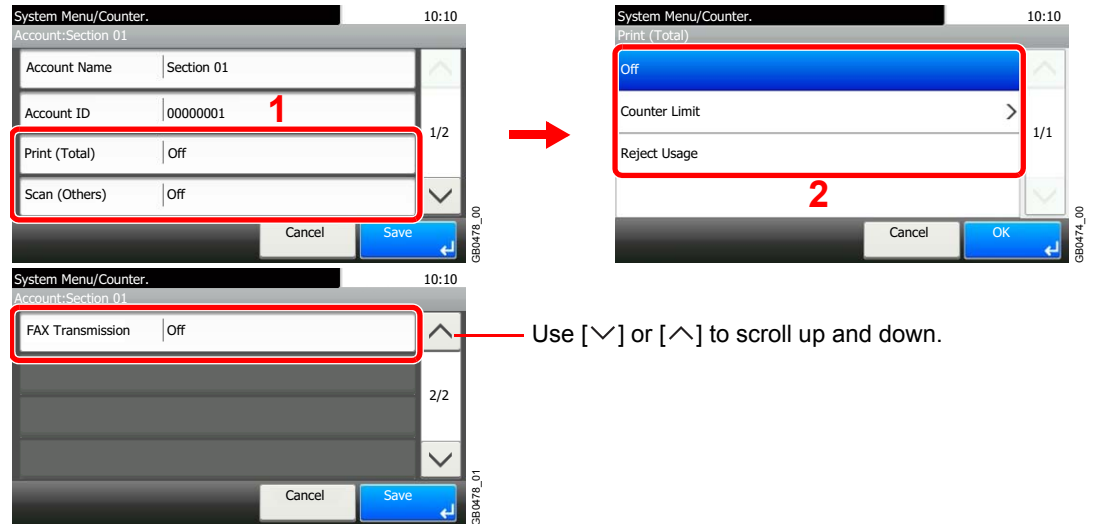 System Menu/Counter. 10:10
Account:Section 01
Account Name Section 01
Account ID 00000001
1
1/2
Print (Total) Off
Scan (Others) Off
Cancel Save
GB0478_00
System Menu/Counter. 10:10
Print (Total)
Off
Counter Limit
1/1
Reject Usage
2
Cancel OK
GB0474_00
System Menu/Counter. 10:10
Account:Section 01
FAX Transmission Off
2/2
Cancel Save
GB0478_01
Use [∨] or [∧] to scroll up and down.